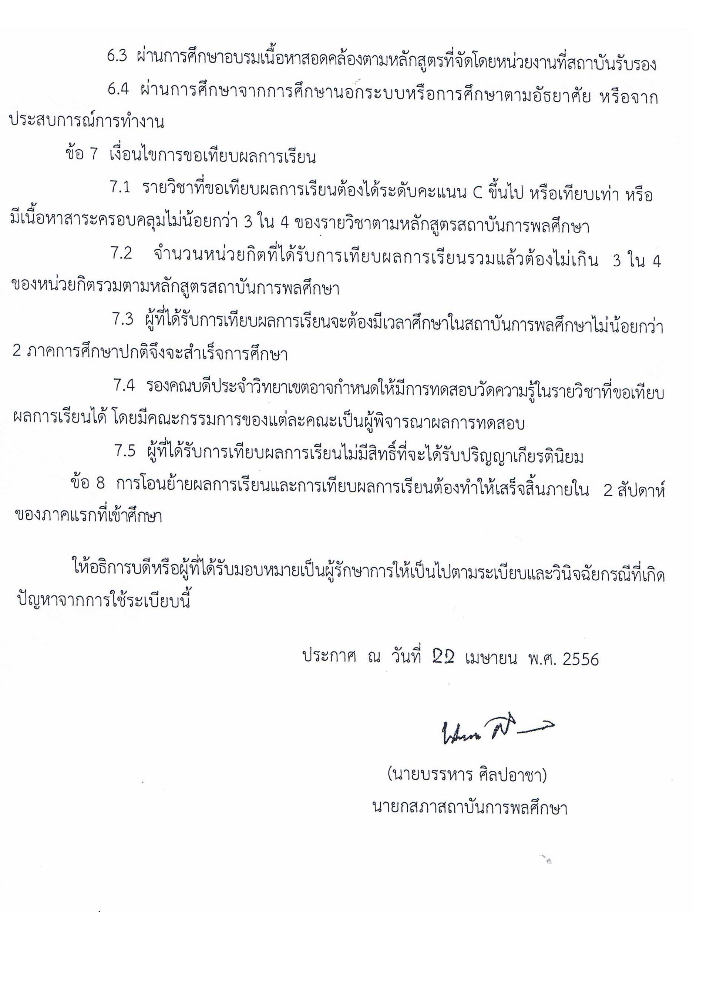 6.3 ผ่านการศึกษาอบรมเนื้อหาสอดคล้องตามหลักสูตรที่จัดโดยหน่วยงานที่สถาบันรับรอง
6.4 ผ่านการศึกษาจากการศึกษานอกระบบหรือการศึกษาตามอัธยาศัย หรือจาก
ประสบการณ์การทำงาน
ข้อ 7 เงื่อนไขการขอเทียบผลการเรียน
7.1 รายวิชาที่ขอเทียบผลการเรียนต้องได้ระดับคะแนน C ขึ้นไป หรือเทียบเท่า หรือ
มีเนื้อหาสาระครอบคลุมไม่น้อยกว่า 3 ใน 4 ของรายวิชาตามหลักสูตรสถาบันการพลศึกษา
7.2 จำนวนหน่วยกิตที่ได้รับการเทียบผลการเรียนรวมแล้วต้องไม่เกิน 3 ใน 4
ของหน่วยกิตรวมตามหลักสูตรสถาบันการพลศึกษา
7.3 ผู้ที่ได้รับการเทียบผลการเรียนจะต้องมีเวลาศึกษาในสถาบันการพลศึกษาไม่น้อยกว่า
2 ภาคการศึกษาปกติจึงจะสำเร็จการศึกษา
7.4 รองคณบดีประจำวิทยาเขตอาจกำหนดให้มีการทดสอบวัดความรู้ในรายวิชาที่ขอเทียบ
ผลการเรียนได้ โดยมีคณะกรรมการของแต่ละคณะเป็นผู้พิจารณาผลการทดสอบ
7.5 ผู้ที่ได้รับการเทียบผลการเรียนไม่มีสิทธิ์ที่จะได้รับปริญญาเกียรตินิยม
ข้อ 8 การโอนย้ายผลการเรียนและการเทียบผลการเรียนต้องทำให้เสร็จสิ้นภายใน 2 สัปดาห์
ของภาคแรกที่เข้าศึกษา
ให้อธิการบดีหรือผู้ที่ได้รับมอบหมายเป็นผู้รักษาการให้เป็นไปตามระเบียบและวินิจฉัยกรณีที่เกิด
ปัญหาจากการใช้ระเบียบนี้
ประกาศ ณ วันที่ 22 เมษายน พ.ศ. 2556
(นายบรรหาร ศิลปอาชา)
นายกสภาสถาบันการพลศึกษา